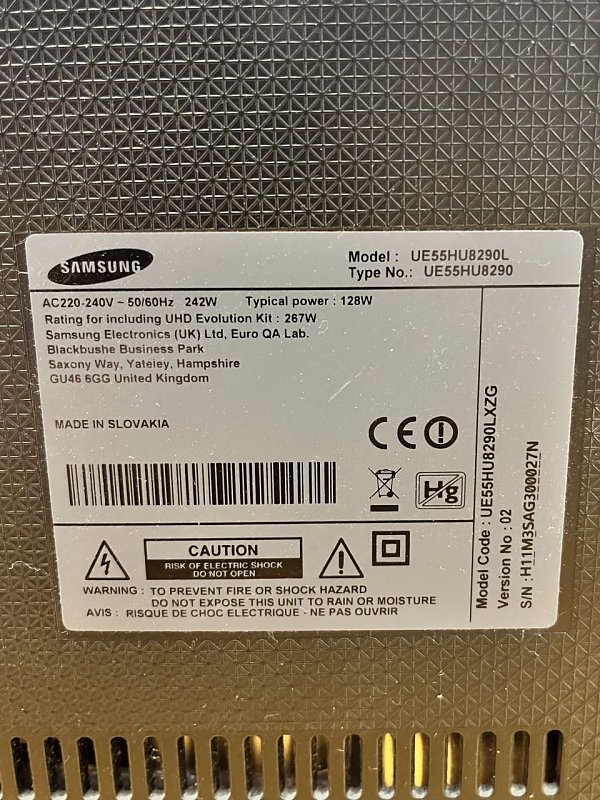 SAMSUNG
Model : UE55HU8290L
Type No.: UE55HU8290
AC220-240V ~ 50/60Hz 242W Typical power : 128W
Rating for including UHD Evolution Kit : 267W
Samsung Electronics (UK) Ltd, Euro QA Lab.
Blackbushe Business Park
Saxony Way, Yateley, Hampshire
GU46 6GG United Kingdom
MADE IN SLOVAKIA
CE
Hg
CAUTION
RISK OF ELECTRIC SHOCK
DO NOT OPEN
WARNING : TO PREVENT FIRE OR SHOCK HAZARD
DO NOT EXPOSE THIS UNIT TO RAIN OR MOISTURE
AVIS : RISQUE DE CHOC ELECTRIQUE - NE PAS OUVRIR
Model Code : UE55HU8290LXZG
Version No : 02
S/N : H11M3SAG300027N